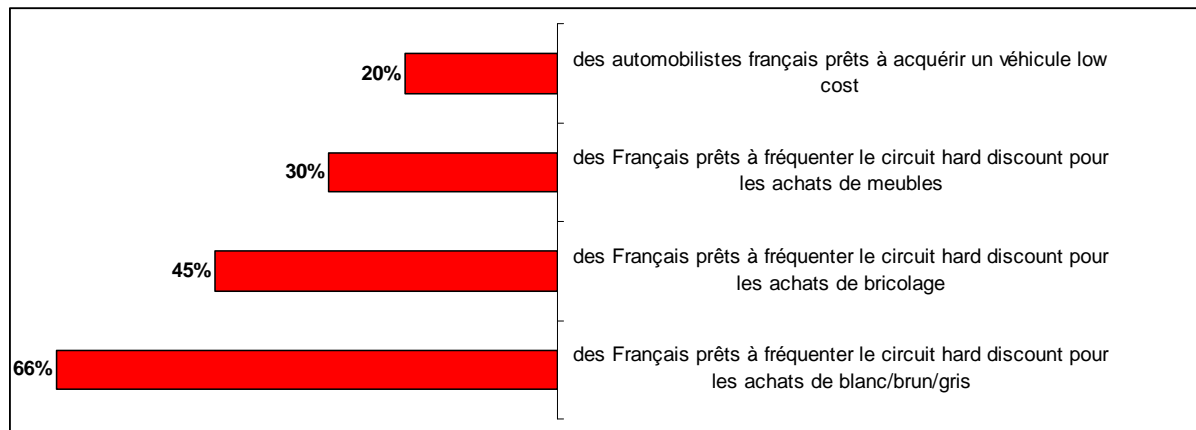 20%
des automobilistes français prêts à acquérir un véhicule low
cost
30%
des Français prêts à fréquenter le circuit hard discount pour
les achats de meubles
45%
des Français prêts à fréquenter le circuit hard discount pour
les achats de bricolage
66%
des Français prêts à fréquenter le circuit hard discount pour
les achats de blanc/brun/gris